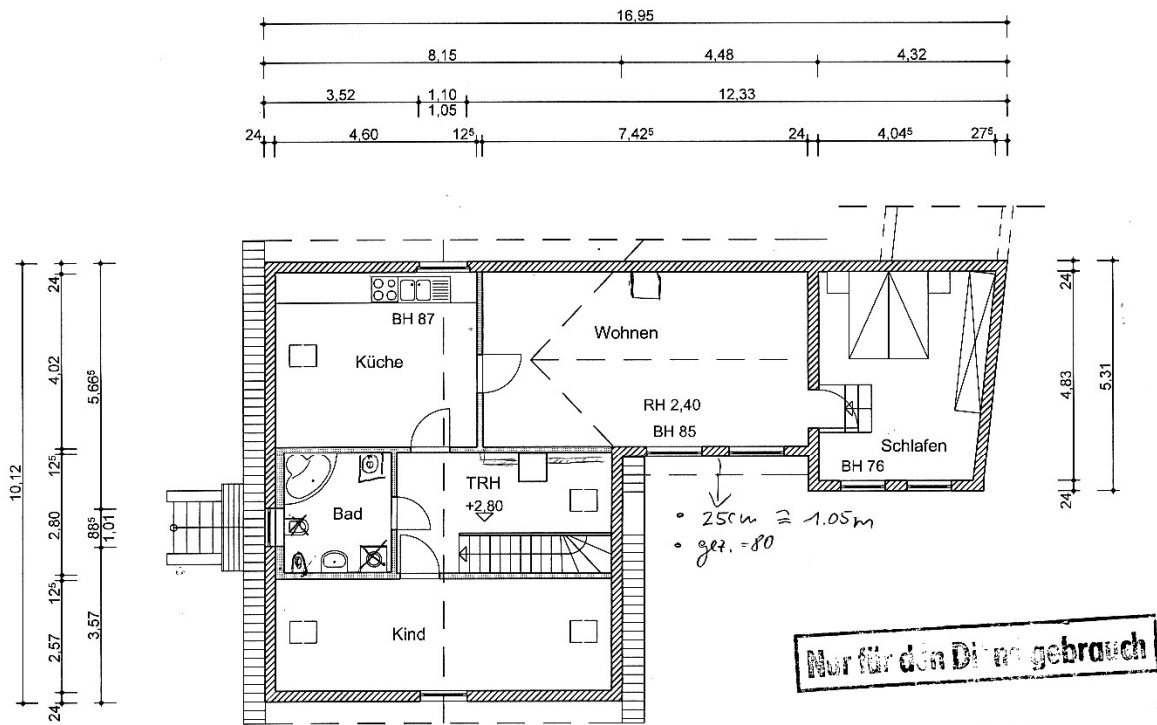 16,95
8,15 4,48 4,32
3,52 1,10 12,33
1,05
24 4,60 12⁵ 7,42⁵ 24 4,04⁵ 27⁵
10,12
24 4,02 12⁵ 2,80 12⁵ 2,57 24
5,66⁵ 88⁵ 3,57
1,01
24 4,83 24
5,31
BH 87
Küche
Wohnen
RH 2,40
BH 85
Schlafen
BH 76
TRH
+2,80
Bad
Kind
• 25cm ≙ 1.05m
• gez. = 80
Nur für den Dienstgebrauch